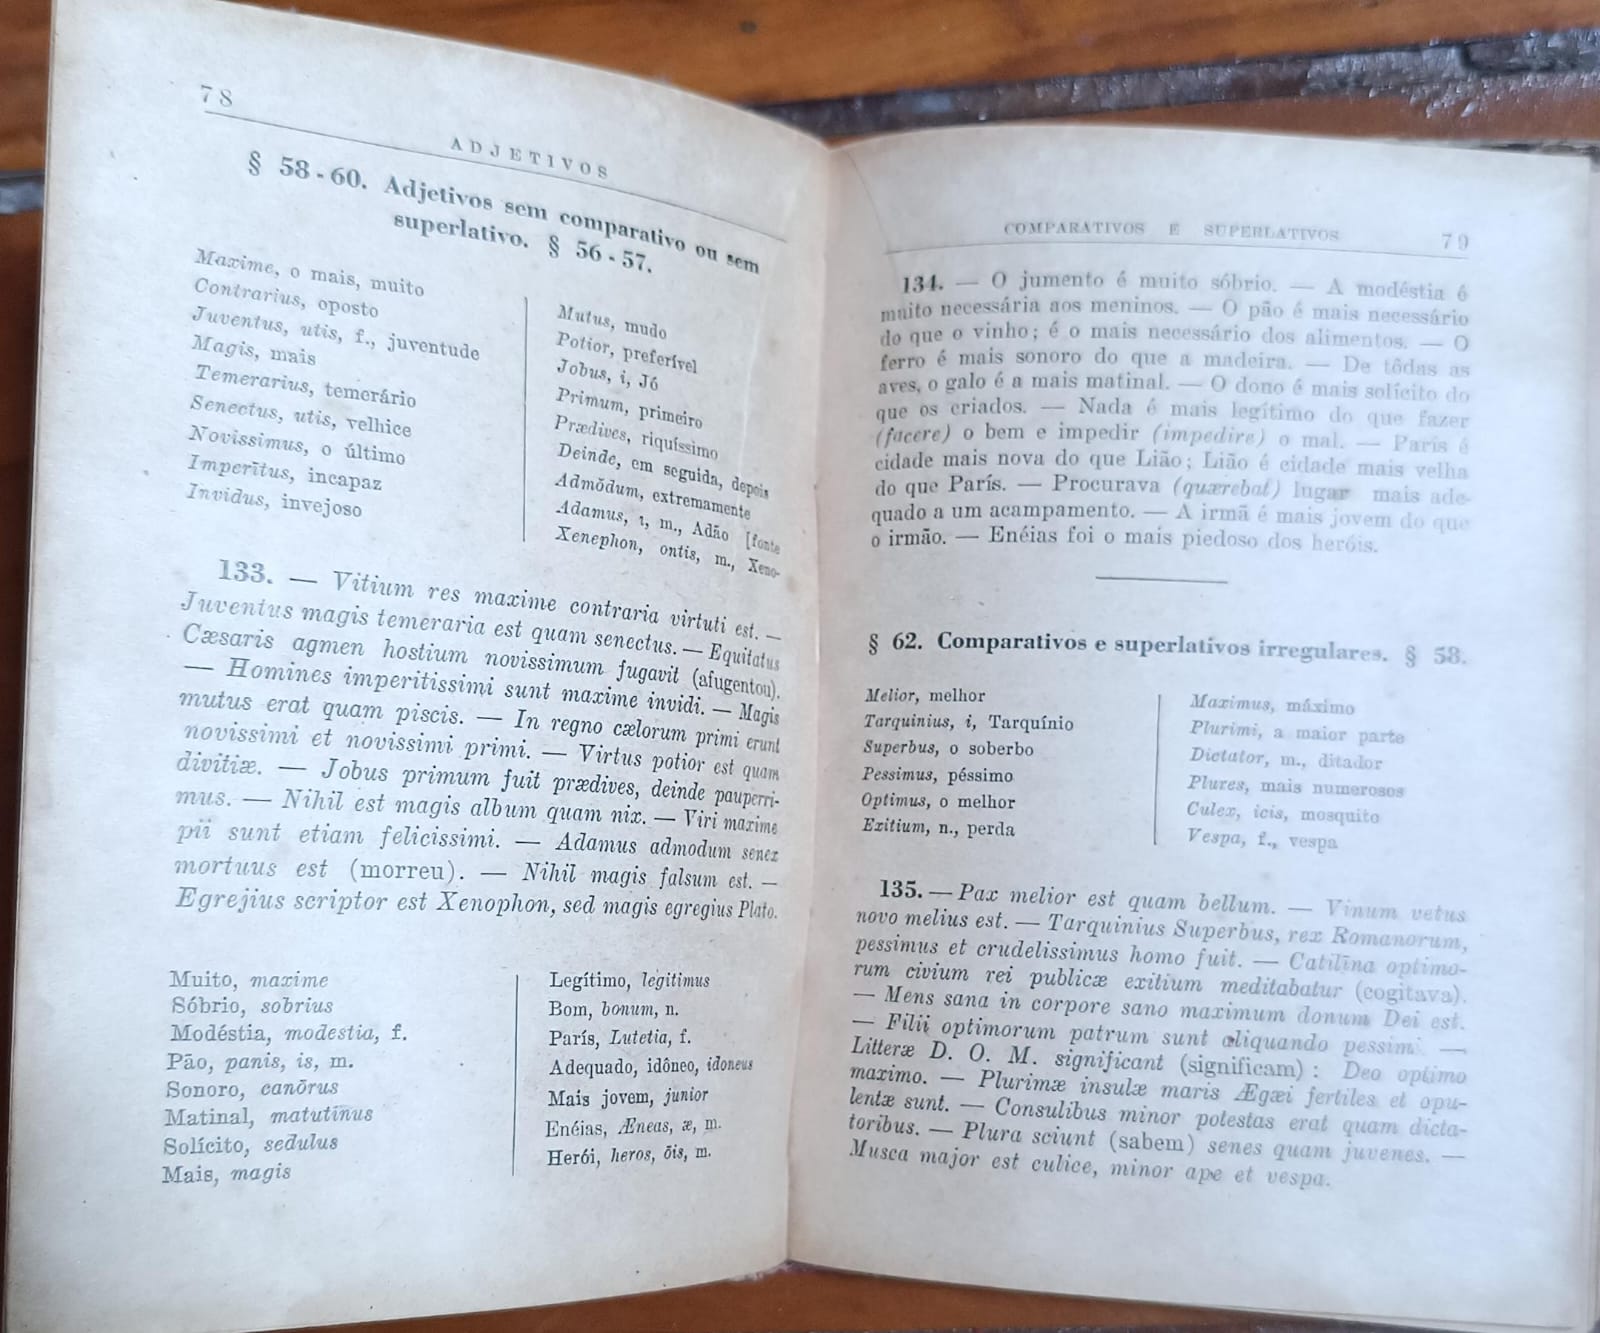 78
ADJETIVOS
§ 58-60. Adjetivos sem comparativo ou sem
superlativo. § 56-57.
Maxime, o mais, muito
Contrarius, oposto
Juventus, utis, f., juventude
Magis, mais
Temerarius, temerário
Senectus, utis, velhice
Novissimus, o último
Imperītus, incapaz
Invidus, invejoso
Mutus, mudo
Potior, preferível
Jobus, i, Jó
Primum, primeiro
Prædives, riquíssimo
Deinde, em seguida, depois
Admŏdum, extremamente
Adamus, i, m., Adão [fonte
Xenephon, ontis, m., Xeno-
133. — Vitium res maxime contraria virtuti est. —
Juventus magis temeraria est quam senectus. — Equitatus
Cæsaris agmen hostium novissimum fugavit (afugentou).
— Homines imperitissimi sunt maxime invidi. — Magis
mutus erat quam piscis. — In regno cælorum primi erunt
novissimi et novissimi primi. — Virtus potior est quam
divitiæ. — Jobus primum fuit prædives, deinde pauperri-
mus. — Nihil est magis album quam nix. — Viri maxime
pii sunt etiam felicissimi. — Adamus admodum senex
mortuus est (morreu). — Nihil magis falsum est. —
Egrejius scriptor est Xenophon, sed magis egregius Plato.
Muito, maxime
Sóbrio, sobrius
Modéstia, modestia, f.
Pão, panis, is, m.
Sonoro, canōrus
Matinal, matutīnus
Solícito, sedulus
Mais, magis
Legítimo, legitimus
Bom, bonum, n.
París, Lutetia, f.
Adequado, idôneo, idoneus
Mais jovem, junior
Enéias, Æneas, æ, m.
Herói, heros, ōis, m.
COMPARATIVOS E SUPERLATIVOS 79
134. — O jumento é muito sóbrio. — A modéstia é
muito necessária aos meninos. — O pão é mais necessário
do que o vinho; é o mais necessário dos alimentos. — O
ferro é mais sonoro do que a madeira. — De tôdas as
aves, o galo é a mais matinal. — O dono é mais solícito do
que os criados. — Nada é mais legítimo do que fazer
(facere) o bem e impedir (impedire) o mal. — París é
cidade mais nova do que Lião; Lião é cidade mais velha
do que París. — Procurava (quærebat) lugar mais ade-
quado a um acampamento. — A irmã é mais jovem do que
o irmão. — Enéias foi o mais piedoso dos heróis.
§ 62. Comparativos e superlativos irregulares. § 58.
Melior, melhor
Tarquinius, i, Tarquínio
Superbus, o soberbo
Pessimus, péssimo
Optimus, o melhor
Exitium, n., perda
Maximus, máximo
Plurimi, a maior parte
Dictator, m., ditador
Plures, mais numerosos
Culex, icis, mosquito
Vespa, f., vespa
135. — Pax melior est quam bellum. — Vinum vetus
novo melius est. — Tarquinius Superbus, rex Romanorum,
pessimus et crudelissimus homo fuit. — Catilīna optimo-
rum civium rei publicæ exitium meditabatur (cogitava).
— Mens sana in corpore sano maximum donum Dei est.
— Filii optimorum patrum sunt aliquando pessimi. —
Litteræ D. O. M. significant (significam): Deo optimo
maximo. — Plurimæ insulæ maris Ægæi fertiles et opu-
lentæ sunt. — Consulibus minor potestas erat quam dicta-
toribus. — Plura sciunt (sabem) senes quam juvenes. —
Musca major est culice, minor ape et vespa.